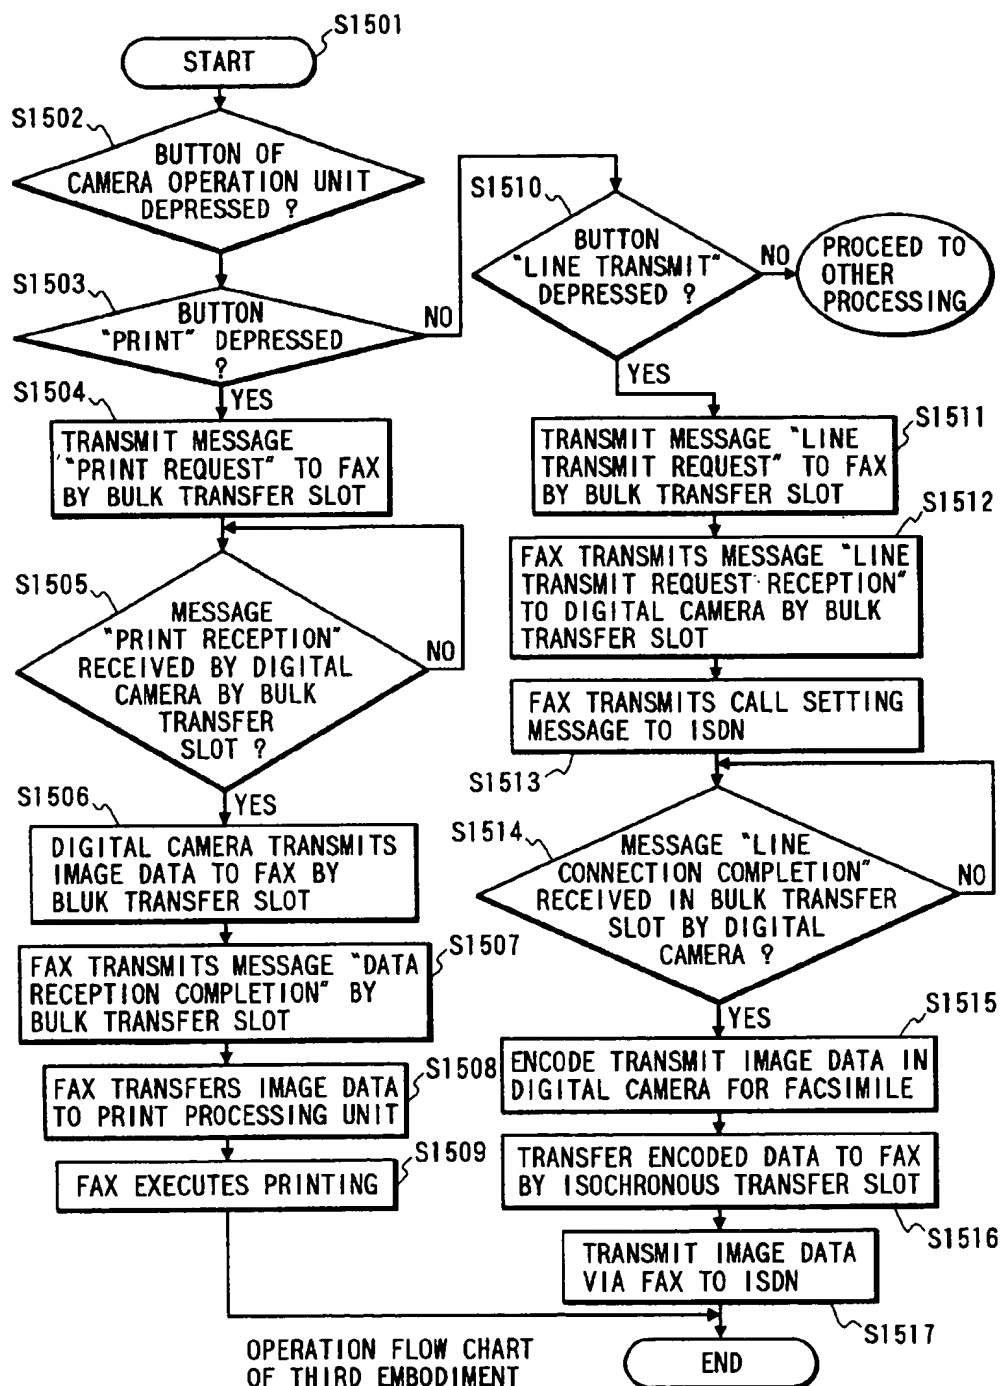 S1501
START
S1502
BUTTON OF
CAMERA OPERATION UNIT
DEPRESSED ?
S1503
BUTTON
"PRINT" DEPRESSED
?
NO
YES
S1504
TRANSMIT MESSAGE
"PRINT REQUEST" TO FAX
BY BULK TRANSFER SLOT
S1505
MESSAGE
"PRINT RECEPTION"
RECEIVED BY DIGITAL
CAMERA BY BULK
TRANSFER
SLOT ?
NO
YES
S1506
DIGITAL CAMERA TRANSMITS
IMAGE DATA TO FAX BY
BLUK TRANSFER SLOT
S1507
FAX TRANSMITS MESSAGE "DATA
RECEPTION COMPLETION" BY
BULK TRANSFER SLOT
S1508
FAX TRANSFERS IMAGE DATA
TO PRINT PROCESSING UNIT
S1509
FAX EXECUTES PRINTING
S1510
BUTTON
"LINE TRANSMIT"
DEPRESSED ?
NO
PROCEED TO
OTHER
PROCESSING
YES
S1511
TRANSMIT MESSAGE "LINE
TRANSMIT REQUEST" TO FAX
BY BULK TRANSFER SLOT
S1512
FAX TRANSMITS MESSAGE "LINE
TRANSMIT REQUEST RECEPTION"
TO DIGITAL CAMERA BY BULK
TRANSFER SLOT
FAX TRANSMITS CALL SETTING
MESSAGE TO ISDN
S1513
S1514
MESSAGE "LINE
CONNECTION COMPLETION"
RECEIVED IN BULK TRANSFER
SLOT BY DIGITAL
CAMERA ?
NO
YES
S1515
ENCODE TRANSMIT IMAGE DATA IN
DIGITAL CAMERA FOR FACSIMILE
TRANSFER ENCODED DATA TO FAX
BY ISOCHRONOUS TRANSFER SLOT
S1516
TRANSMIT IMAGE DATA
VIA FAX TO ISDN
S1517
END
OPERATION FLOW CHART
OF THIRD EMBODIMENT